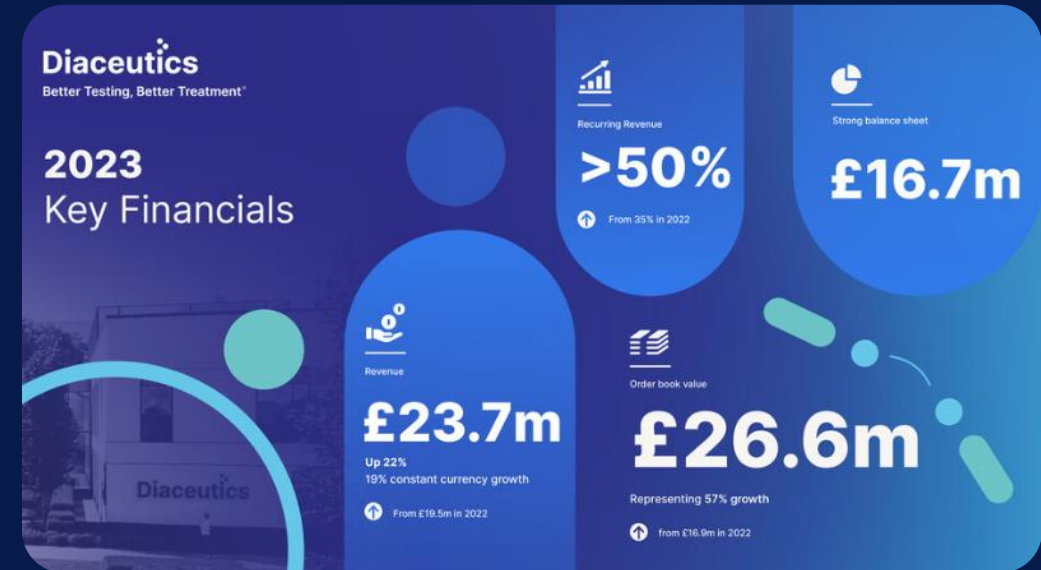 Diaceutics
Better Testing, Better Treatment®
2023
Key Financials
Recurring Revenue
>50%
From 35% in 2022
Strong balance sheet
£16.7m
Revenue
£23.7m
Up 22%
19% constant currency growth
From £19.5m in 2022
Order book value
£26.6m
Representing 57% growth
from £16.9m in 2022
Diaceutics